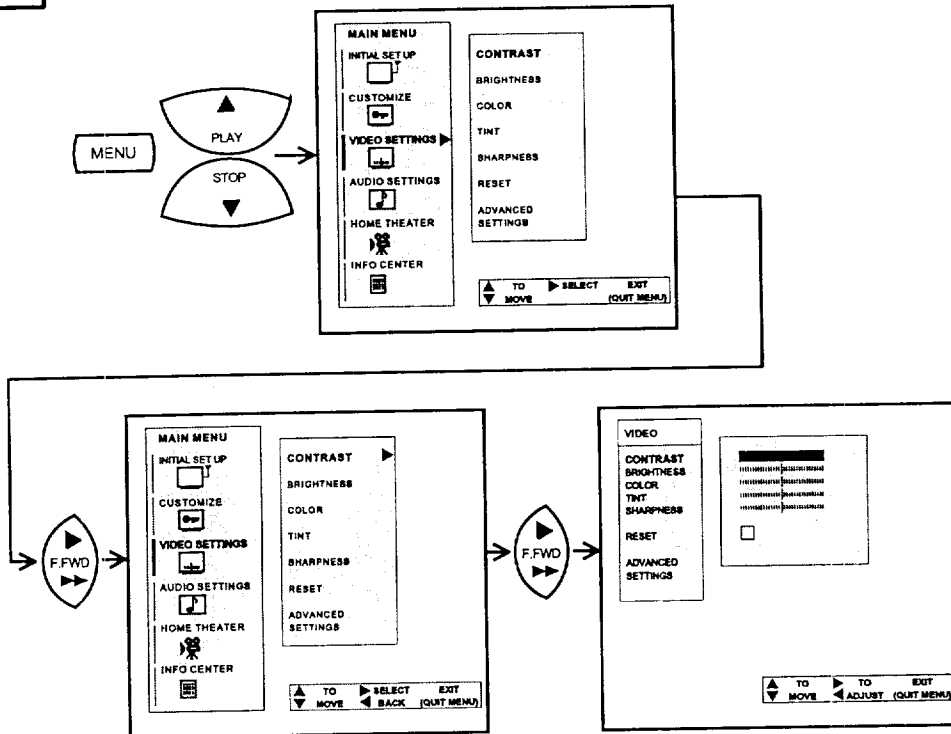 MENU
PLAY
STOP
MAIN MENU
INITIAL SET UP
CUSTOMIZE
VIDEO SETTINGS
AUDIO SETTINGS
HOME THEATER
INFO CENTER
CONTRAST
BRIGHTNESS
COLOR
TINT
SHARPNESS
RESET
ADVANCED
SETTINGS
▲ TO ▶ SELECT EXIT
▼ MOVE (QUIT MENU)
F.FWD
MAIN MENU
INITIAL SET UP
CUSTOMIZE
VIDEO SETTINGS
AUDIO SETTINGS
HOME THEATER
INFO CENTER
CONTRAST
BRIGHTNESS
COLOR
TINT
SHARPNESS
RESET
ADVANCED
SETTINGS
▲ TO ▶ SELECT EXIT
▼ MOVE ◀ BACK (QUIT MENU)
F.FWD
VIDEO
CONTRAST
BRIGHTNESS
COLOR
TINT
SHARPNESS
RESET
ADVANCED
SETTINGS
▲ TO ▶ TO EXIT
▼ MOVE ◀ ADJUST (QUIT MENU)